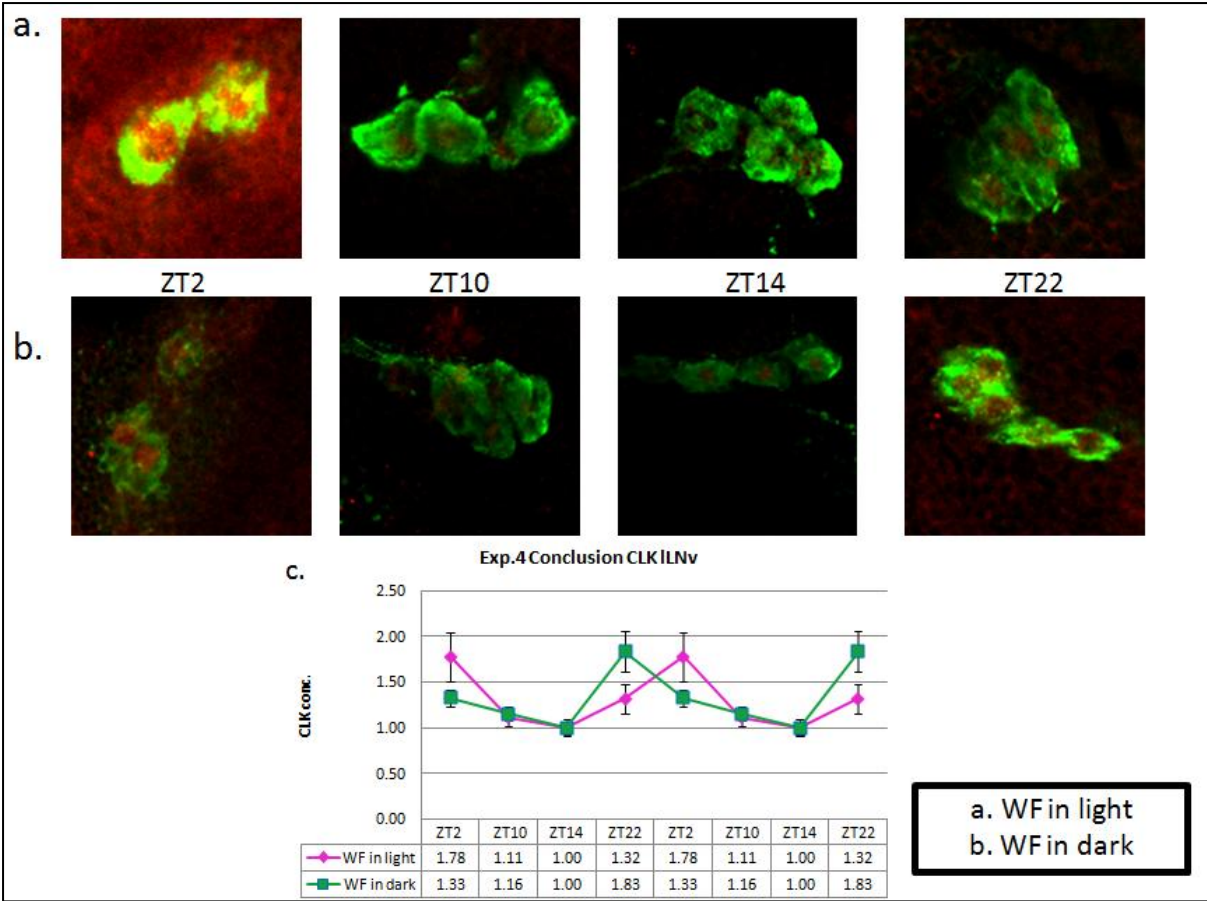 a.
ZT2 ZT10 ZT14 ZT22
b.
Exp.4 Conclusion CLK lLNv
c.
2.50
2.00
1.50
1.00
0.50
0.00
CLK conc.
ZT2 ZT10 ZT14 ZT22 ZT2 ZT10 ZT14 ZT22
WF in light 1.78 1.11 1.00 1.32 1.78 1.11 1.00 1.32
WF in dark 1.33 1.16 1.00 1.83 1.33 1.16 1.00 1.83
a. WF in light
b. WF in dark